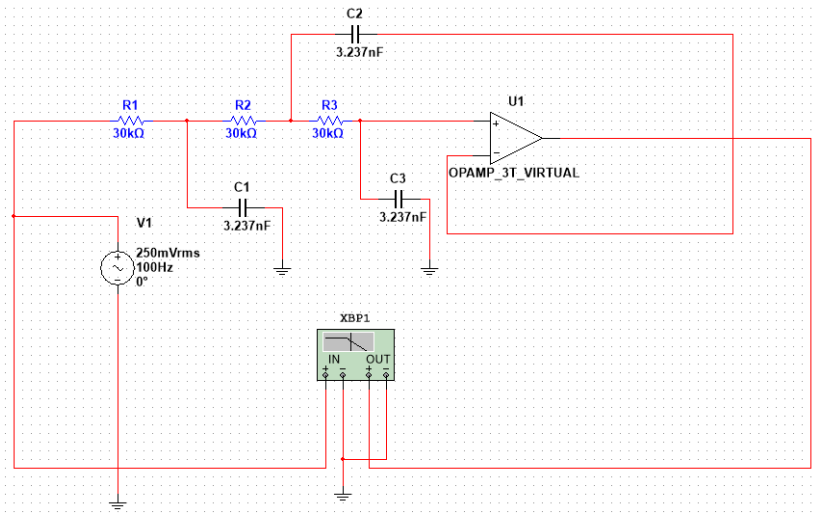 C2
3.237nF
R1
30kΩ
R2
30kΩ
R3
30kΩ
U1
+
−
OPAMP_3T_VIRTUAL
C1
3.237nF
C3
3.237nF
V1
+
−
250mVrms
100Hz
0°
XBP1
IN OUT
+ − + −